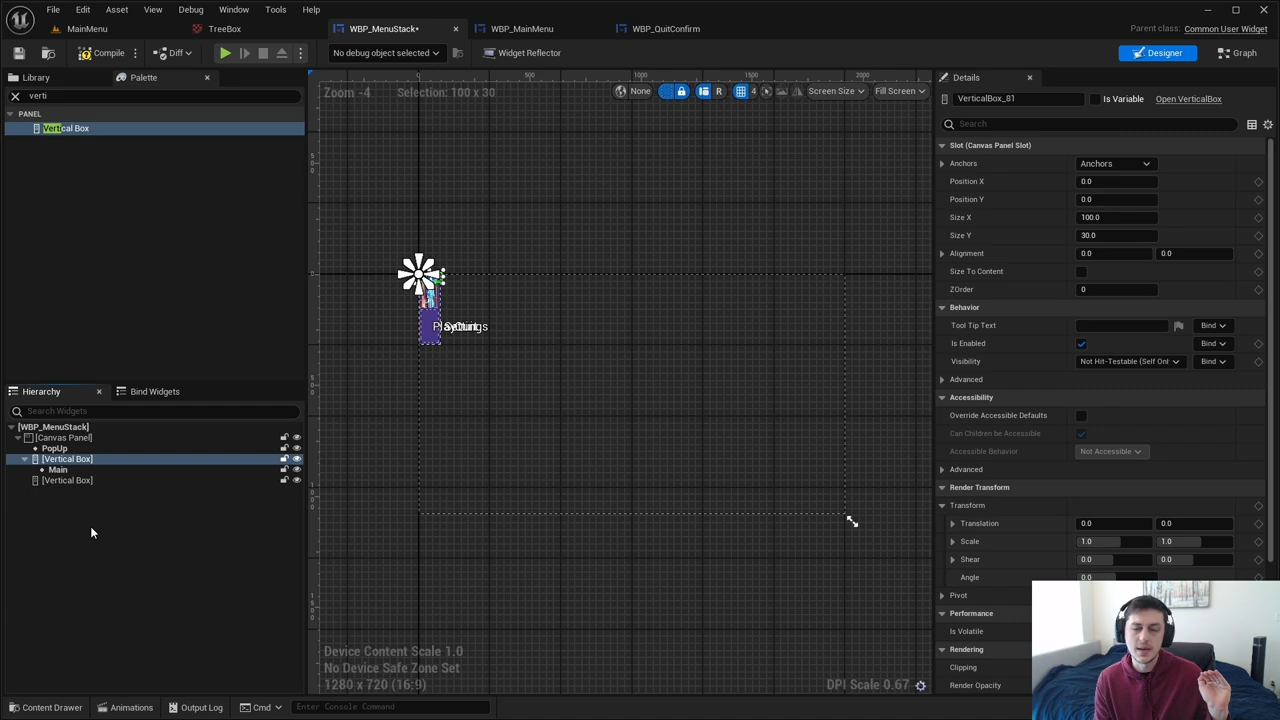 File Edit Asset View Debug Window Tools Help
MainMenu TreeBox WBP_MenuStack• WBP_MainMenu WBP_QuitConfirm Parent class: Common User Widget
Compile Diff No debug object selected Widget Reflector Designer Graph
Library Palette
verti
PANEL
Vertical Box
Zoom -4 Selection: 100 x 30 None R 4 Screen Size Fill Screen
0 500 1000 1500 2000
Device Content Scale 1.0
No Device Safe Zone Set
1280 x 720 (16:9) DPI Scale 0.67
Hierarchy Bind Widgets
Search Widgets
[WBP_MenuStack]
[Canvas Panel]
PopUp
[Vertical Box]
Main
[Vertical Box]
Details
VerticalBox_81 Is Variable Open VerticalBox
Search
Slot (Canvas Panel Slot)
Anchors Anchors
Position X 0.0
Position Y 0.0
Size X 100.0
Size Y 30.0
Alignment 0.0 0.0
Size To Content
ZOrder 0
Behavior
Tool Tip Text Bind
Is Enabled Bind
Visibility Not Hit-Testable (Self Onl Bind
Advanced
Accessibility
Override Accessible Defaults
Can Children be Accessible
Accessible Behavior Not Accessible
Advanced
Render Transform
Transform
Translation 0.0 0.0
Scale 1.0 1.0
Shear 0.0 0.0
Angle 0.0
Pivot
Performance
Is Volatile
Rendering
Clipping
Render Opacity
Content Drawer Animations Output Log Cmd Enter Console Command